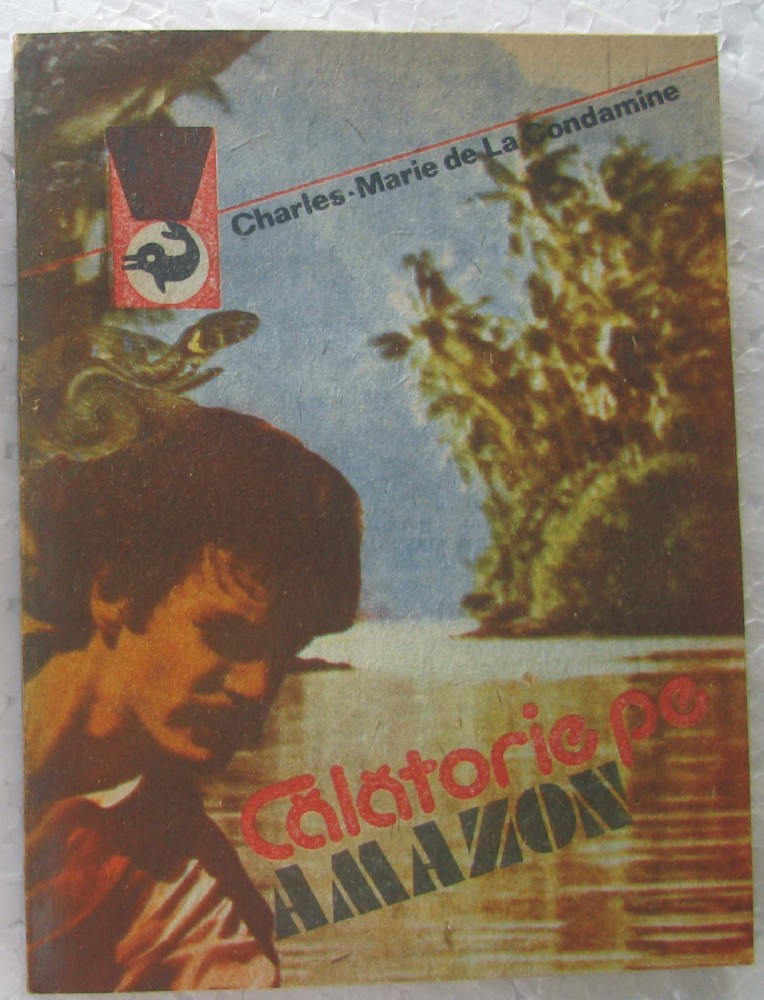 Charles-Marie de La Condamine
Călătorie pe
AMAZON